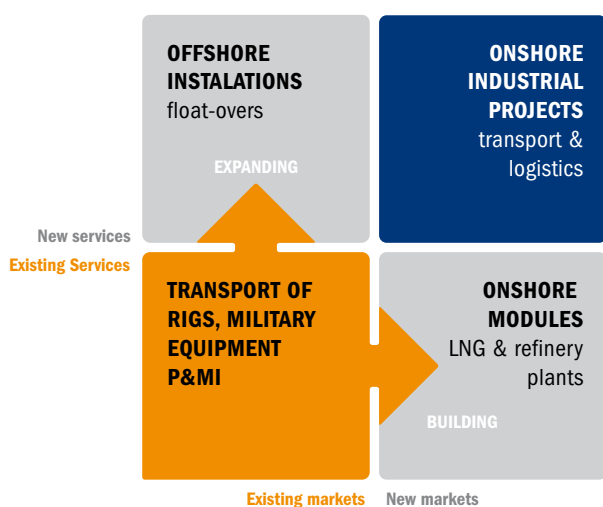 OFFSHORE
INSTALATIONS
float-overs
EXPANDING
ONSHORE
INDUSTRIAL
PROJECTS
transport &
logistics
New services
Existing Services
TRANSPORT OF
RIGS, MILITARY
EQUIPMENT
P&MI
ONSHORE
MODULES
LNG & refinery
plants
BUILDING
Existing markets
New markets